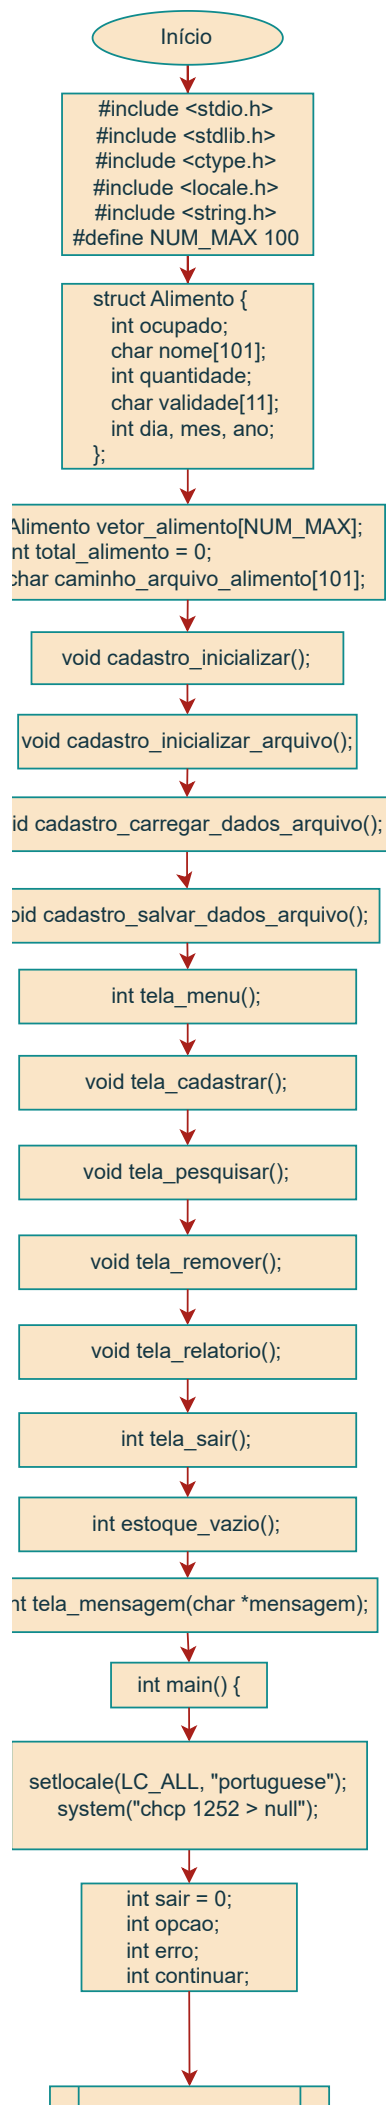 Início
#include <stdio.h>
#include <stdlib.h>
#include <ctype.h>
#include <locale.h>
#include <string.h>
#define NUM_MAX 100
struct Alimento {
int ocupado;
char nome[101];
int quantidade;
char validade[11];
int dia, mes, ano;
};
Alimento vetor_alimento[NUM_MAX];
int total_alimento = 0;
char caminho_arquivo_alimento[101];
void cadastro_inicializar();
void cadastro_inicializar_arquivo();
id cadastro_carregar_dados_arquivo();
oid cadastro_salvar_dados_arquivo();
int tela_menu();
void tela_cadastrar();
void tela_pesquisar();
void tela_remover();
void tela_relatorio();
int tela_sair();
int estoque_vazio();
nt tela_mensagem(char *mensagem);
int main() {
setlocale(LC_ALL, "portuguese");
system("chcp 1252 > null");
int sair = 0;
int opcao;
int erro;
int continuar;